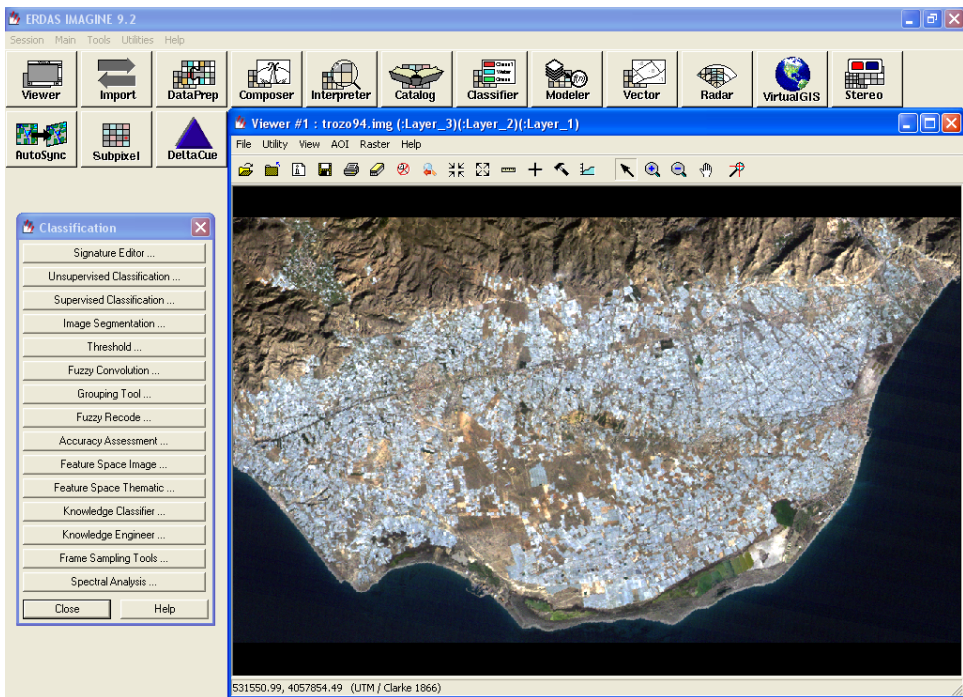 ERDAS IMAGINE 9.2
Session Main Tools Utilities Help
Viewer Import DataPrep Composer Interpreter Catalog Classifier Modeler Vector Radar VirtualGIS Stereo
AutoSync Subpixel DeltaCue
Viewer #1 : trozo94.img (:Layer_3)(:Layer_2)(:Layer_1)
File Utility View AOI Raster Help
Classification
Signature Editor ...
Unsupervised Classification ...
Supervised Classification ...
Image Segmentation ...
Threshold ...
Fuzzy Convolution ...
Grouping Tool ...
Fuzzy Recode ...
Accuracy Assessment ...
Feature Space Image ...
Feature Space Thematic ...
Knowledge Classifier ...
Knowledge Engineer ...
Frame Sampling Tools ...
Spectral Analysis ...
Close Help
531550.99, 4057854.49 (UTM / Clarke 1866)